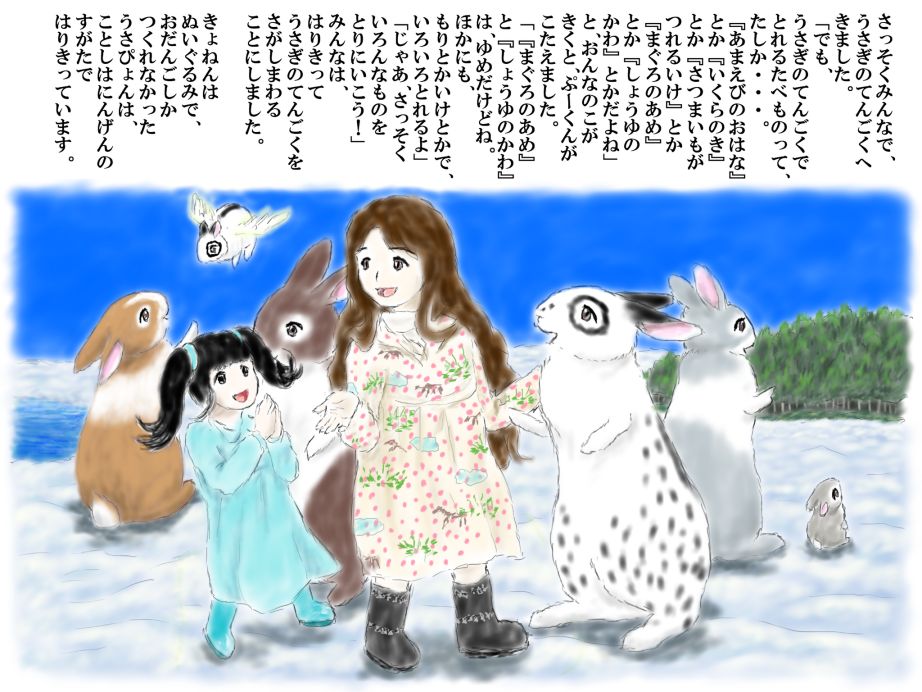 さっそくみんなで、
うさぎのてんごくへ
きました。
「でも、
うさぎのてんごくで
とれるたべものって、
たしか・・・。
『あまえびのおはな』
とか『いくらのき』
とか『さつまいもが
つれるいけ』とか
『まぐろのあめ』
とか『しょうゆの
かわ』とかだよね」
と、おんなのこが
きくと、ぷーくんが
こたえました。
「『まぐろのあめ』
と『しょうゆのかわ』
は、ゆめだけどね。
ほかにも、
もりとかいけとかで、
いろいろとれるよ」
「じゃあ、さっそく
いろんなものを
とりにいこう！」
みんなは、
はりきって
うさぎのてんごくを
さがしまわる
ことにしました。
きょねんは
ぬいぐるみで、
おだんごしか
つくれなかった
うさぴょんは、
ことしはにんげんの
すがたで
はりきっています。